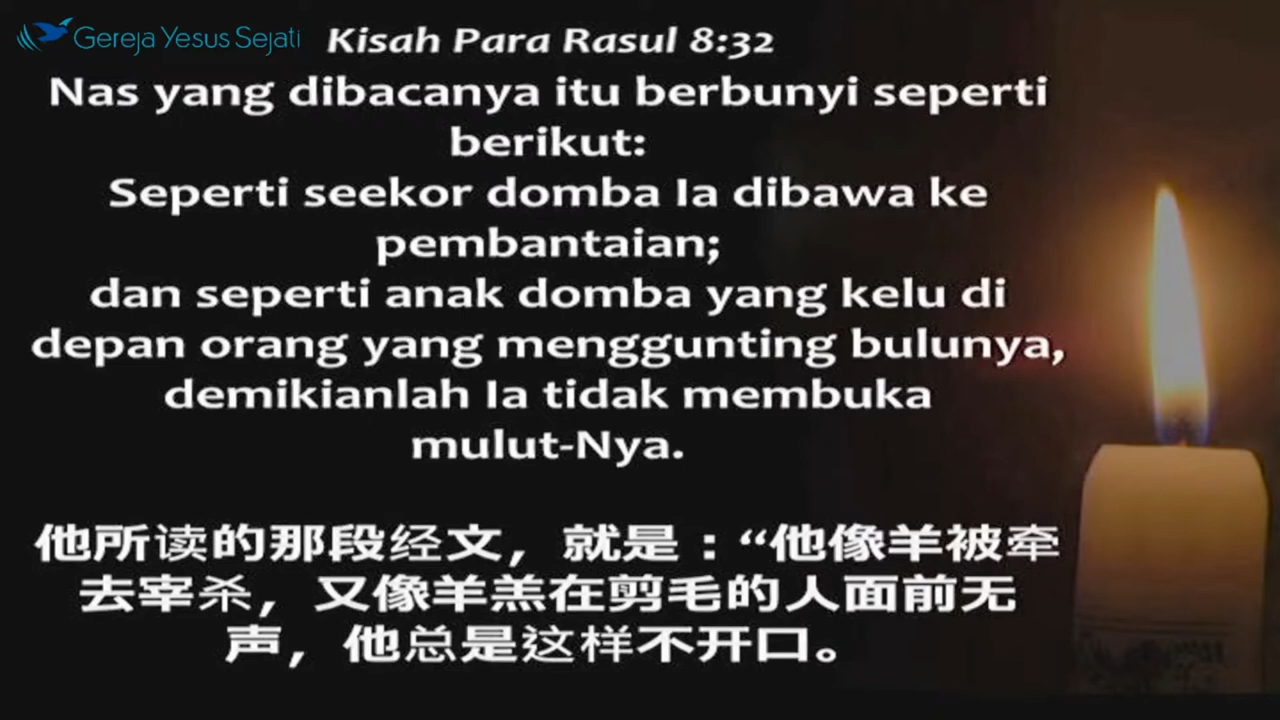 Gereja Yesus Sejati
Kisah Para Rasul 8:32
Nas yang dibacanya itu berbunyi seperti
berikut:
Seperti seekor domba Ia dibawa ke
pembantaian;
dan seperti anak domba yang kelu di
depan orang yang menggunting bulunya,
demikianlah Ia tidak membuka
mulut-Nya.
他所读的那段经文，就是：“他像羊被牵
去宰杀，又像羊羔在剪毛的人面前无
声，他总是这样不开口。